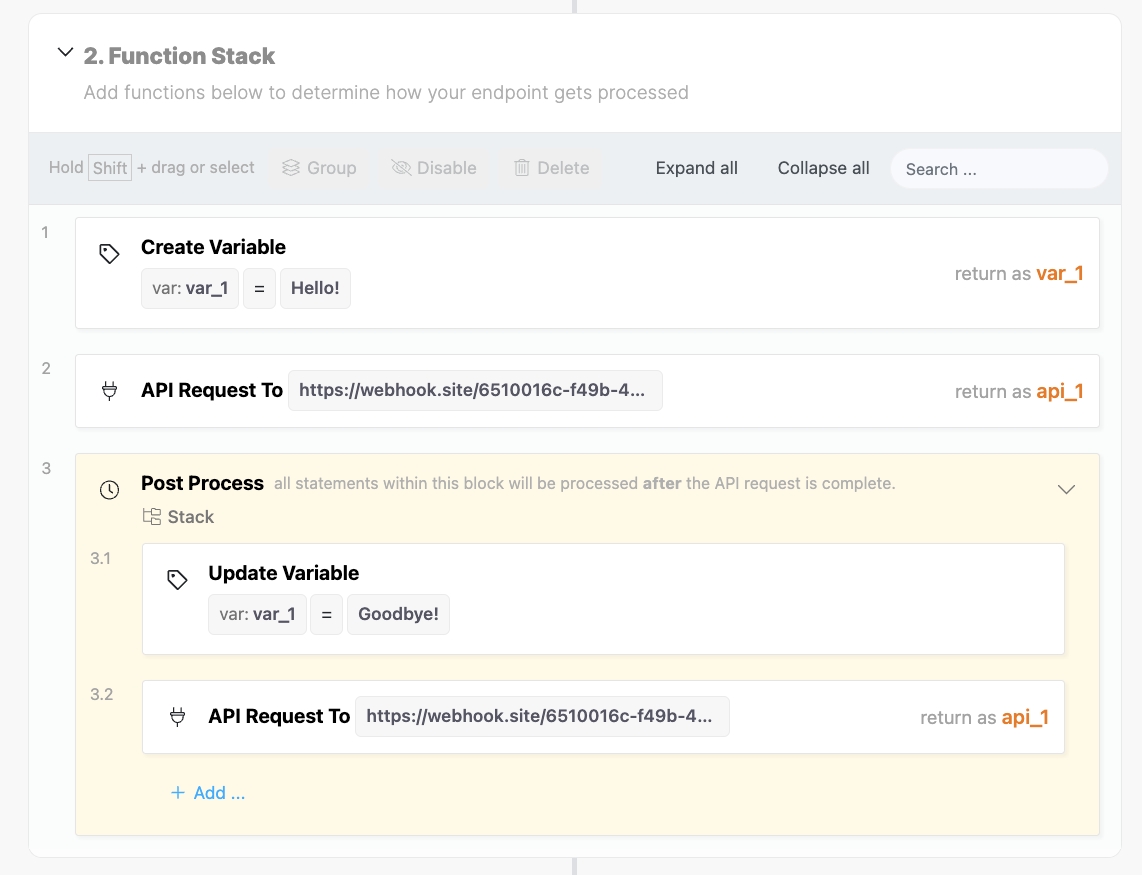 2. Function Stack
Add functions below to determine how your endpoint gets processed
Hold Shift + drag or select Group Disable Delete Expand all Collapse all Search ...
1
Create Variable
var: var_1 = Hello!
return as var_1
2
API Request To https://webhook.site/6510016c-f49b-4... return as api_1
3
Post Process all statements within this block will be processed after the API request is complete.
Stack
3.1
Update Variable
var: var_1 = Goodbye!
3.2
API Request To https://webhook.site/6510016c-f49b-4... return as api_1
+ Add ...